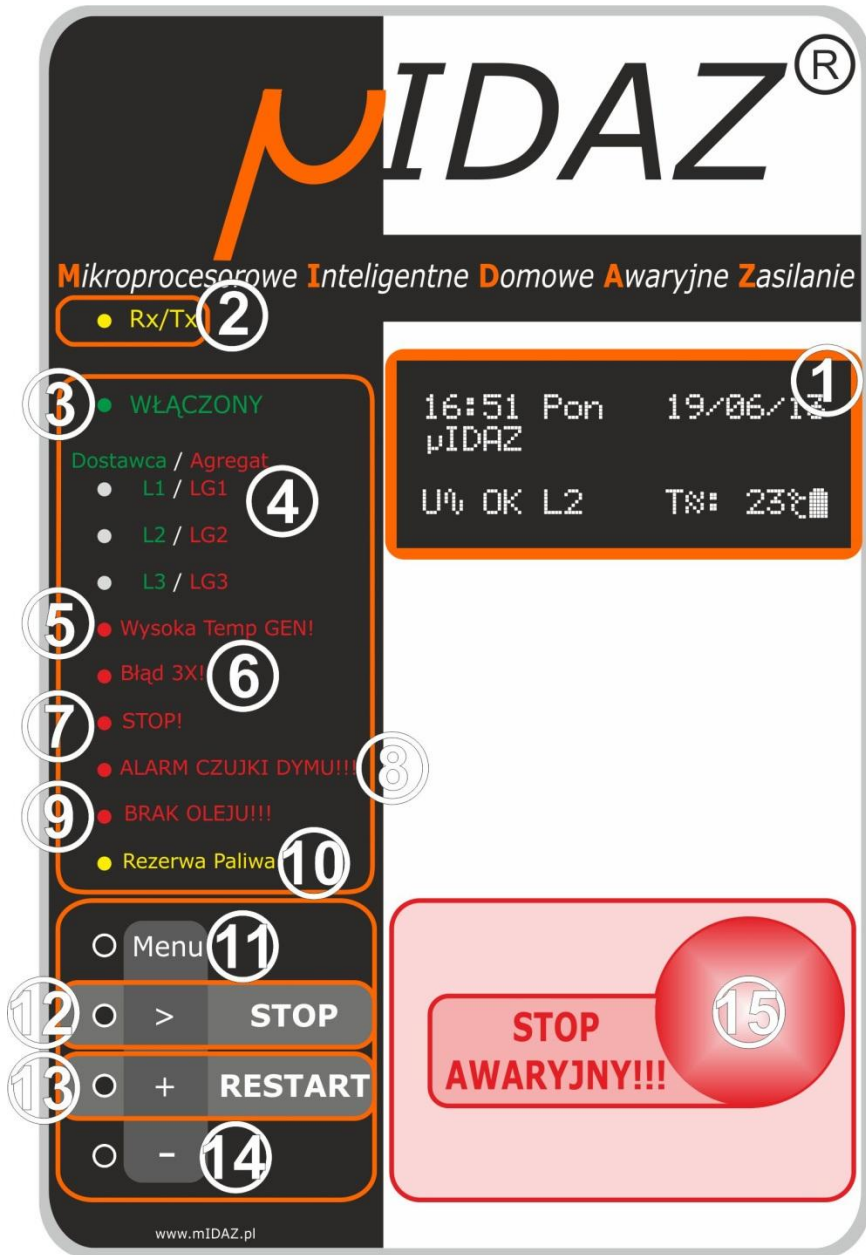 µIDAZ®
Mikroprocesorowe Inteligentne Domowe Awaryjne Zasilanie
Rx/Tx 2
1
16:51 Pon 19/06/13
µIDAZ
U OK L2 T: 23
3 WŁĄCZONY
Dostawca / Agregat
L1 / LG1 4
L2 / LG2
L3 / LG3
5 Wysoka Temp GEN!
Błąd 3X! 6
7 STOP!
ALARM CZUJKI DYMU!!! 8
9 BRAK OLEJU!!!
Rezerwa Paliwa 10
Menu 11
12 > STOP
13 + RESTART
- 14
STOP
AWARYJNY!!!
15
www.mIDAZ.pl